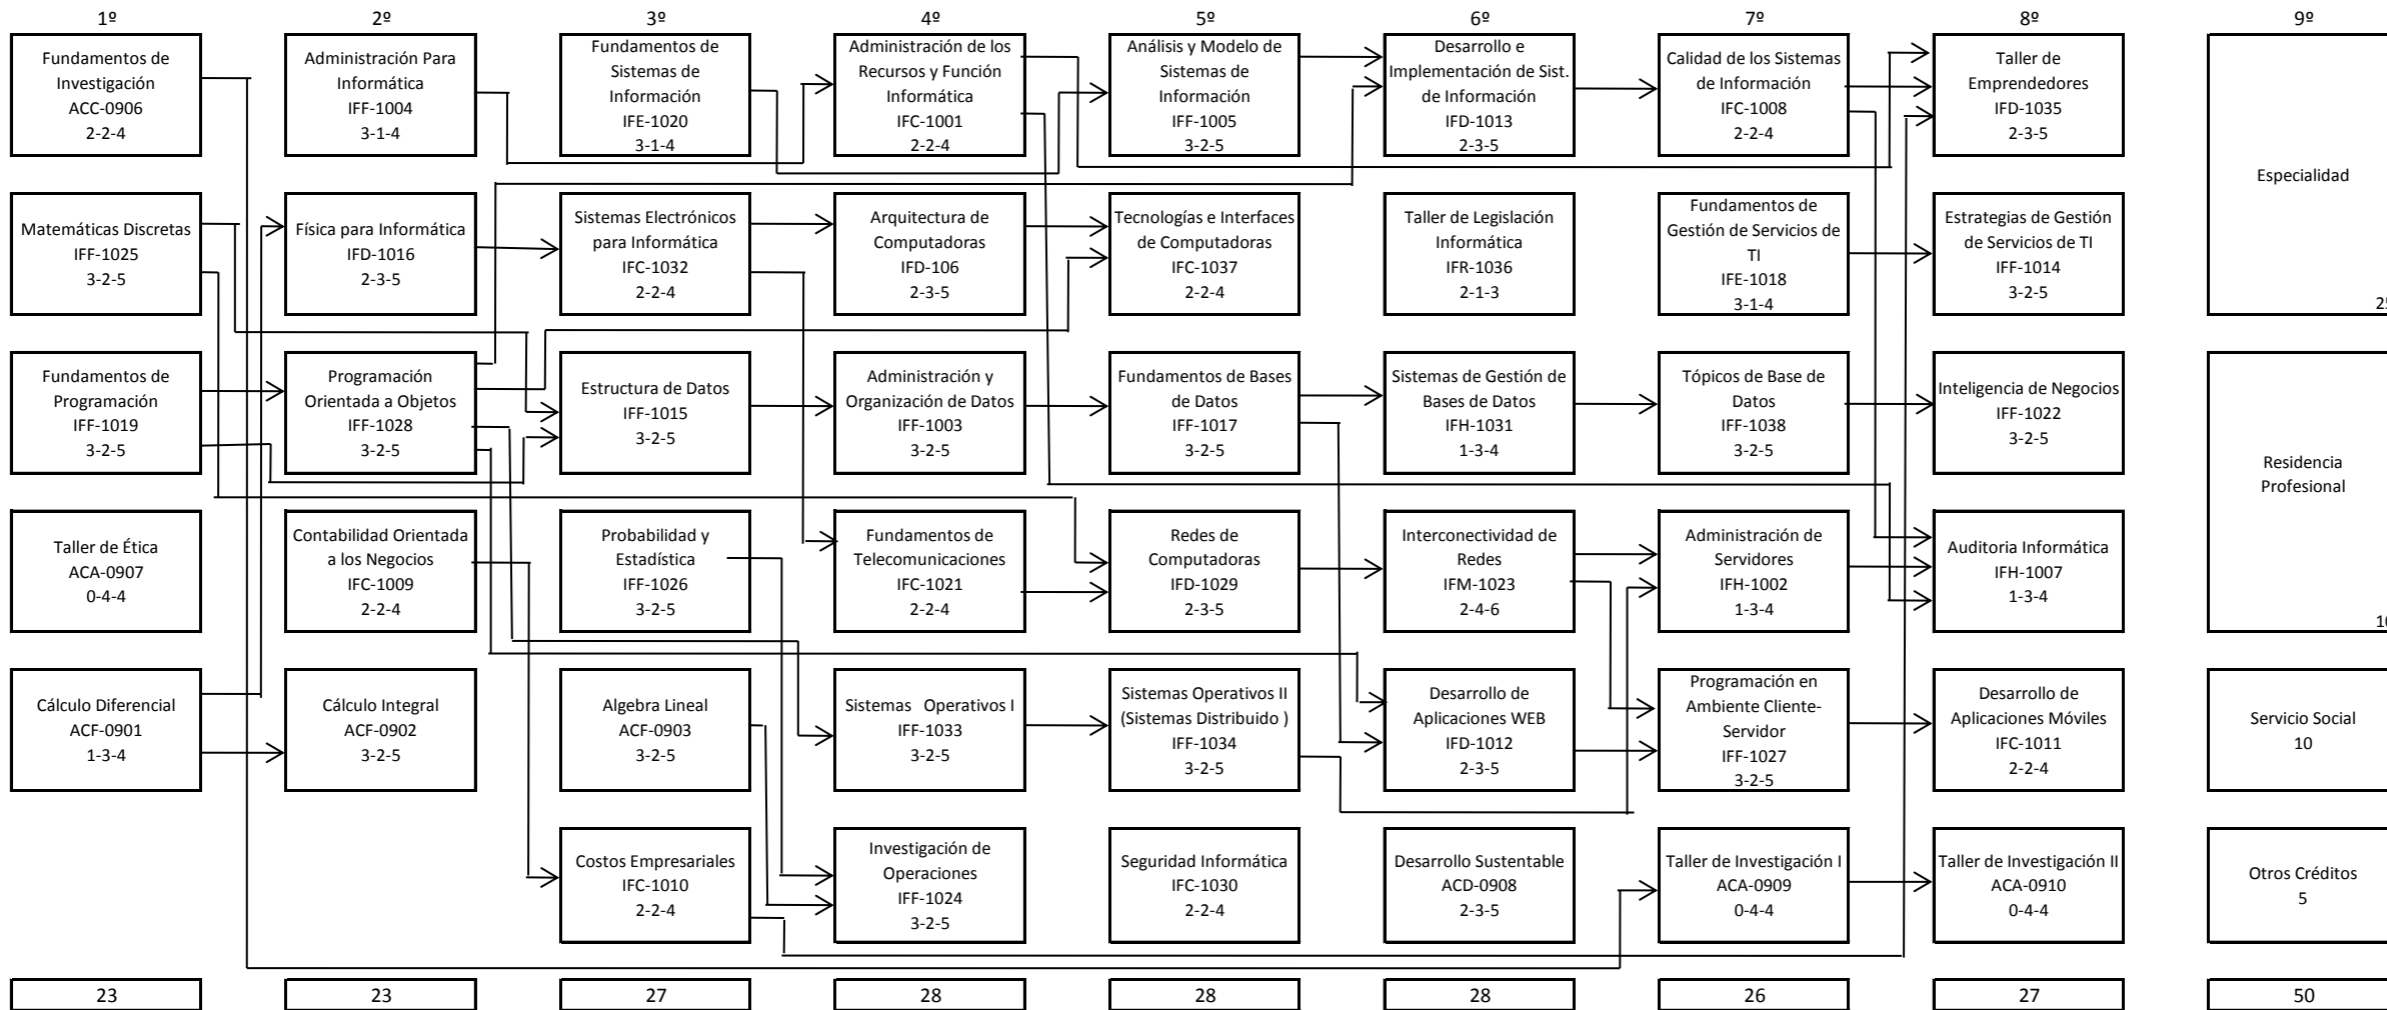 1º
Fundamentos de
Investigación
ACC-0906
2-2-4
Matemáticas Discretas
IFF-1025
3-2-5
Fundamentos de
Programación
IFF-1019
3-2-5
Taller de Ética
ACA-0907
0-4-4
Cálculo Diferencial
ACF-0901
1-3-4
23
2º
Administración Para
Informática
IFF-1004
3-1-4
Física para Informática
IFD-1016
2-3-5
Programación
Orientada a Objetos
IFF-1028
3-2-5
Contabilidad Orientada
a los Negocios
IFC-1009
2-2-4
Cálculo Integral
ACF-0902
3-2-5
23
3º
Fundamentos de
Sistemas de
Información
IFE-1020
3-1-4
Sistemas Electrónicos
para Informática
IFC-1032
2-2-4
Estructura de Datos
IFF-1015
3-2-5
Probabilidad y
Estadística
IFF-1026
3-2-5
Algebra Lineal
ACF-0903
3-2-5
Costos Empresariales
IFC-1010
2-2-4
27
4º
Administración de los
Recursos y Función
Informática
IFC-1001
2-2-4
Arquitectura de
Computadoras
IFD-106
2-3-5
Administración y
Organización de Datos
IFF-1003
3-2-5
Fundamentos de
Telecomunicaciones
IFC-1021
2-2-4
Sistemas Operativos I
IFF-1033
3-2-5
Investigación de
Operaciones
IFF-1024
3-2-5
28
5º
Análisis y Modelo de
Sistemas de
Información
IFF-1005
3-2-5
Tecnologías e Interfaces
de Computadoras
IFC-1037
2-2-4
Fundamentos de Bases
de Datos
IFF-1017
3-2-5
Redes de
Computadoras
IFD-1029
2-3-5
Sistemas Operativos II
(Sistemas Distribuido )
IFF-1034
3-2-5
Seguridad Informática
IFC-1030
2-2-4
28
6º
Desarrollo e
Implementación de Sist.
de Información
IFD-1013
2-3-5
Taller de Legislación
Informática
IFR-1036
2-1-3
Sistemas de Gestión de
Bases de Datos
IFH-1031
1-3-4
Interconectividad de
Redes
IFM-1023
2-4-6
Desarrollo de
Aplicaciones WEB
IFD-1012
2-3-5
Desarrollo Sustentable
ACD-0908
2-3-5
28
7º
Calidad de los Sistemas
de Información
IFC-1008
2-2-4
Fundamentos de
Gestión de Servicios de
TI
IFE-1018
3-1-4
Tópicos de Base de
Datos
IFF-1038
3-2-5
Administración de
Servidores
IFH-1002
1-3-4
Programación en
Ambiente Cliente-
Servidor
IFF-1027
3-2-5
Taller de Investigación I
ACA-0909
0-4-4
26
8º
Taller de
Emprendedores
IFD-1035
2-3-5
Estrategias de Gestión
de Servicios de TI
IFF-1014
3-2-5
Inteligencia de Negocios
IFF-1022
3-2-5
Auditoria Informática
IFH-1007
1-3-4
Desarrollo de
Aplicaciones Móviles
IFC-1011
2-2-4
Taller de Investigación II
ACA-0910
0-4-4
27
9º
Especialidad
25
Residencia
Profesional
10
Servicio Social
10
Otros Créditos
5
50